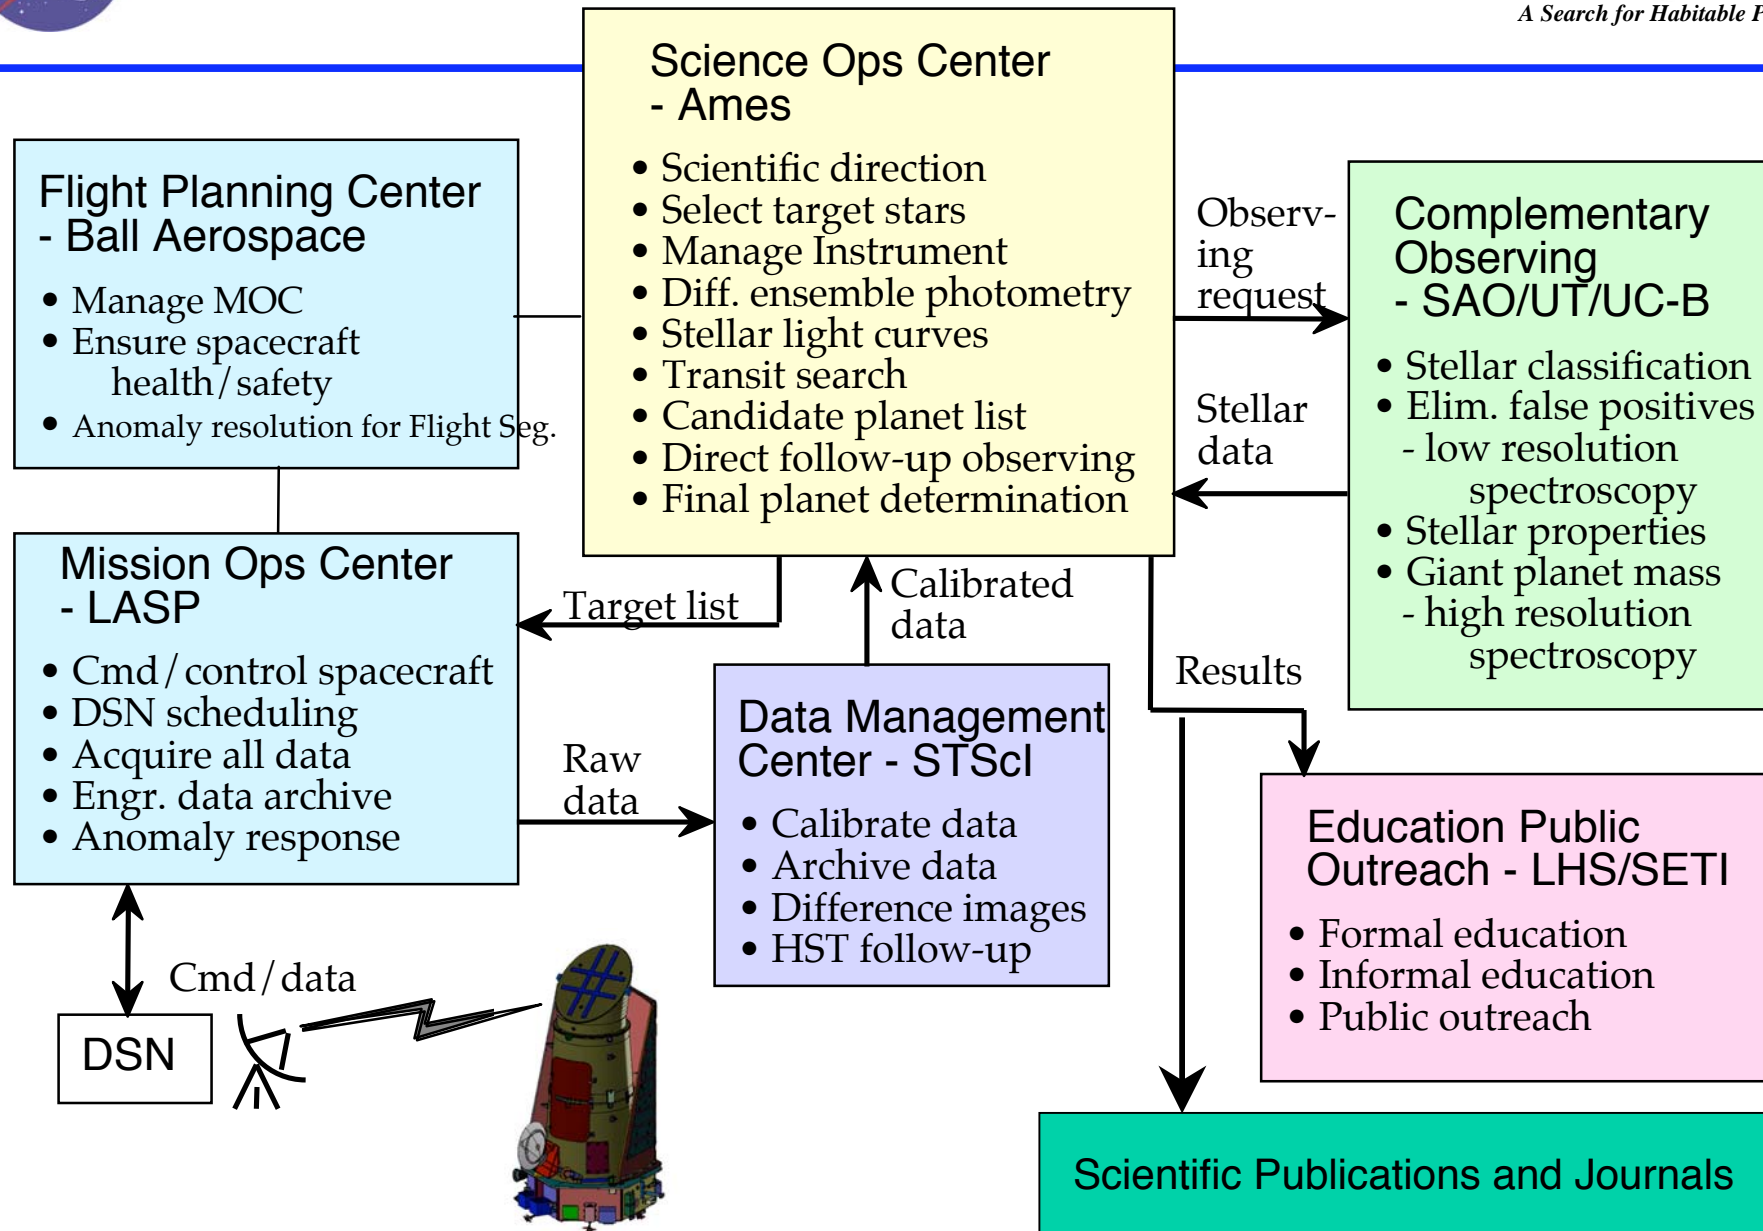 A Search for Habitable P
Science Ops Center
- Ames
• Scientific direction
• Select target stars
• Manage Instrument
• Diff. ensemble photometry
• Stellar light curves
• Transit search
• Candidate planet list
• Direct follow-up observing
• Final planet determination
Flight Planning Center
- Ball Aerospace
• Manage MOC
• Ensure spacecraft
health/safety
• Anomaly resolution for Flight Seg.
Observ-
ing
request
Stellar
data
Complementary
Observing
- SAO/UT/UC-B
• Stellar classification
• Elim. false positives
- low resolution
spectroscopy
• Stellar properties
• Giant planet mass
- high resolution
spectroscopy
Mission Ops Center
- LASP
• Cmd/control spacecraft
• DSN scheduling
• Acquire all data
• Engr. data archive
• Anomaly response
Target list
Calibrated
data
Results
Raw
data
Data Management
Center - STScI
• Calibrate data
• Archive data
• Difference images
• HST follow-up
Education Public
Outreach - LHS/SETI
• Formal education
• Informal education
• Public outreach
Cmd/data
DSN
Scientific Publications and Journals